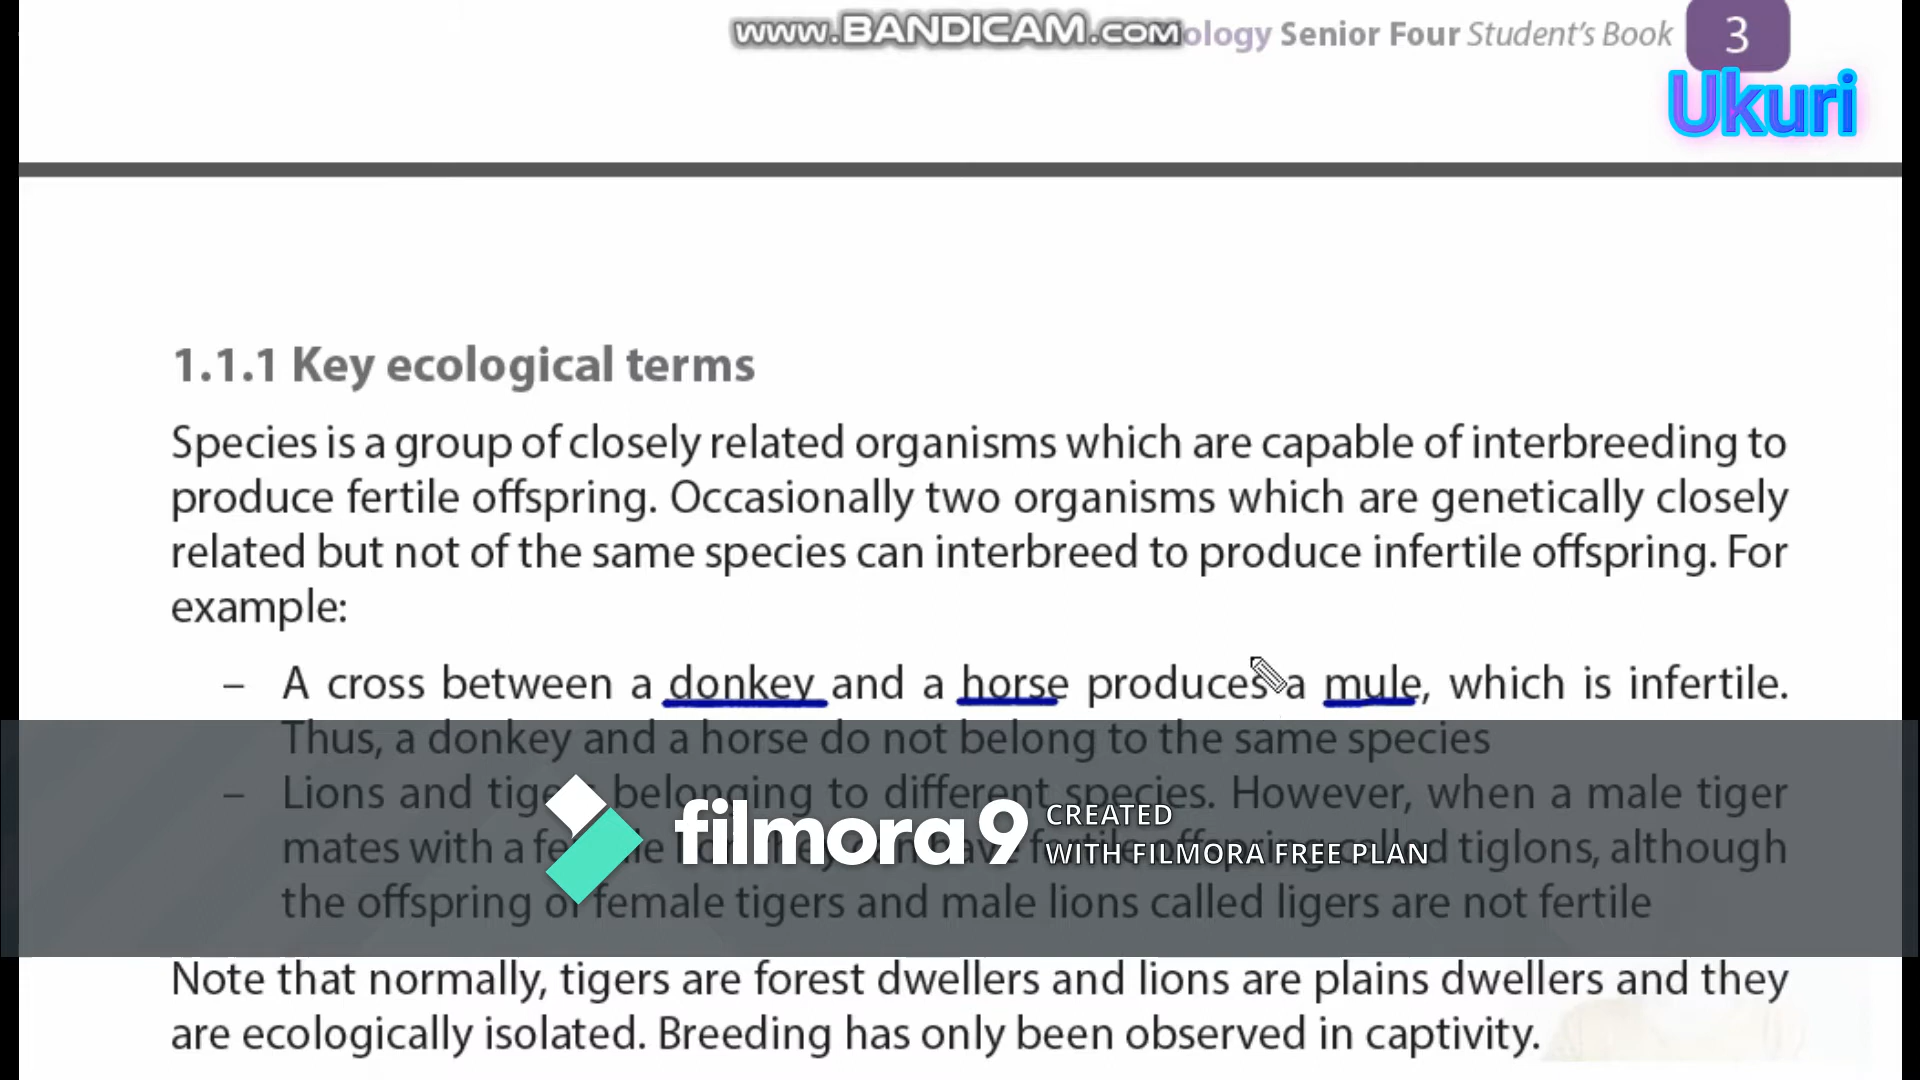 www.BANDICAM.com ology Senior Four Student's Book 3
Ukuri
1.1.1 Key ecological terms
Species is a group of closely related organisms which are capable of interbreeding to
produce fertile offspring. Occasionally two organisms which are genetically closely
related but not of the same species can interbreed to produce infertile offspring. For
example:
– A cross between a donkey and a horse produces a mule, which is infertile.
Thus, a donkey and a horse do not belong to the same species
– Lions and tigers belonging to different species. However, when a male tiger
mates with a female have fertile offspring called tiglons, although
the offspring of female tigers and male lions called ligers are not fertile
filmora9 CREATED
WITH FILMORA FREE PLAN
Note that normally, tigers are forest dwellers and lions are plains dwellers and they
are ecologically isolated. Breeding has only been observed in captivity.